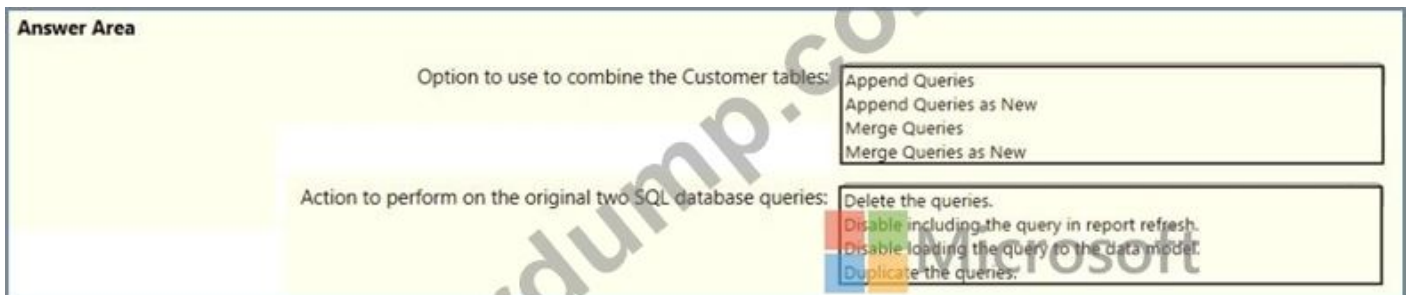 Answer Area
Option to use to combine the Customer tables:
Append Queries
Append Queries as New
Merge Queries
Merge Queries as New
Action to perform on the original two SQL database queries:
Delete the queries.
Disable including the query in report refresh.
Disable loading the query to the data model.
Duplicate the queries.
Microsoft
rdump.co